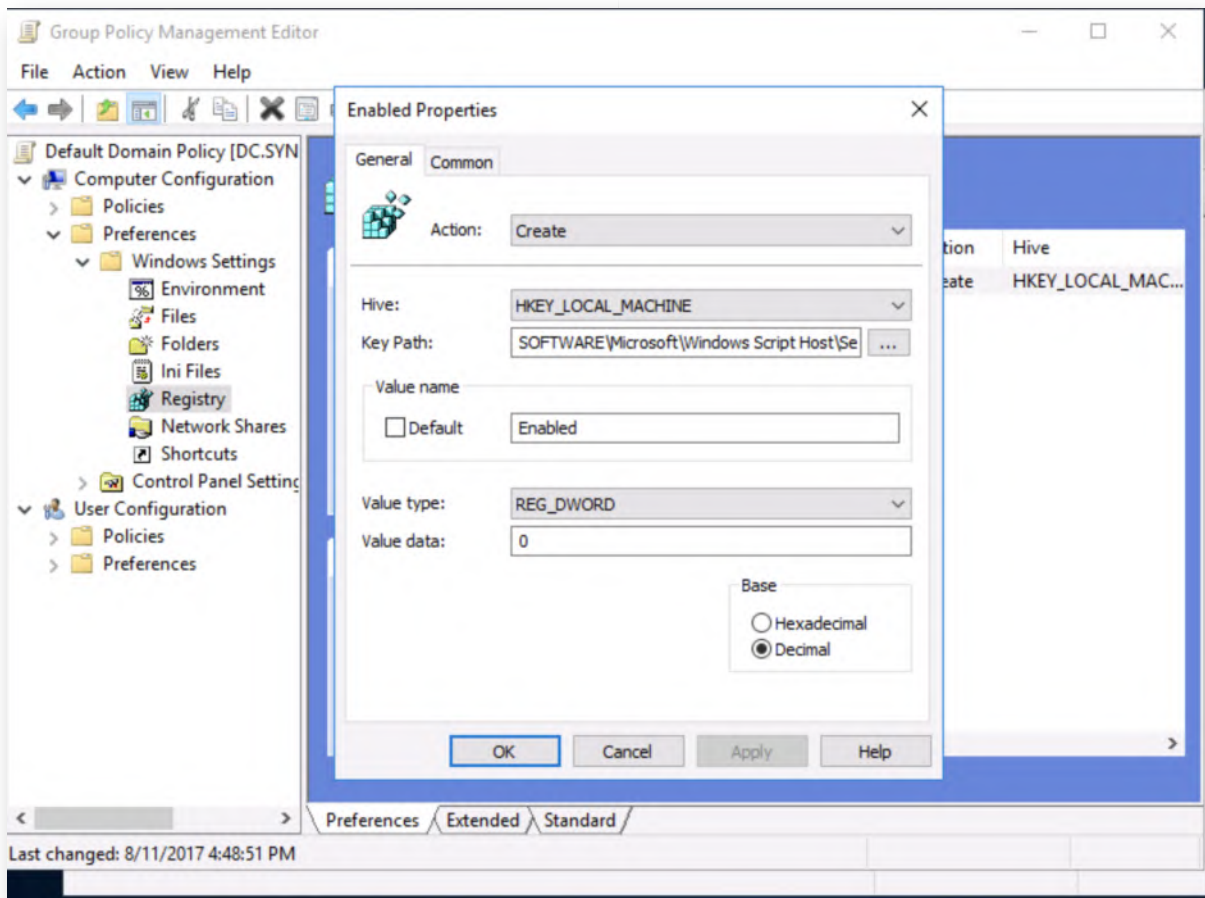 Group Policy Management Editor
File Action View Help
Default Domain Policy [DC.SYN
Computer Configuration
Policies
Preferences
Windows Settings
Environment
Files
Folders
Ini Files
Registry
Network Shares
Shortcuts
Control Panel Setting
User Configuration
Policies
Preferences
Enabled Properties
General Common
Action: Create
Hive: HKEY_LOCAL_MACHINE
Key Path: SOFTWARE\Microsoft\Windows Script Host\Se ...
Value name
Default Enabled
Value type: REG_DWORD
Value data: 0
Base
Hexadecimal
Decimal
OK Cancel Apply Help
tion Hive
eate HKEY_LOCAL_MAC...
Preferences Extended Standard
Last changed: 8/11/2017 4:48:51 PM